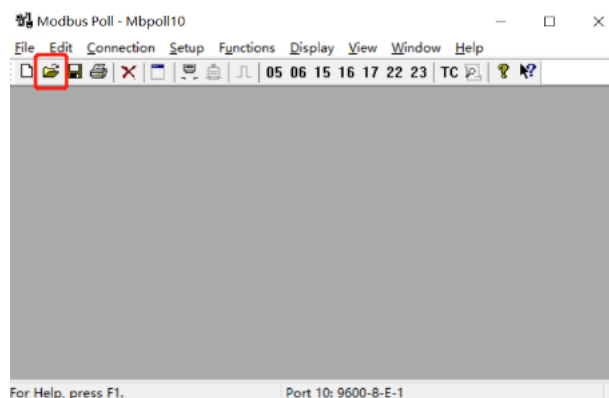 Modbus Poll - Mbpoll10
File Edit Connection Setup Functions Display View Window Help
05 06 15 16 17 22 23 TC
For Help, press F1. Port 10: 9600-8-E-1